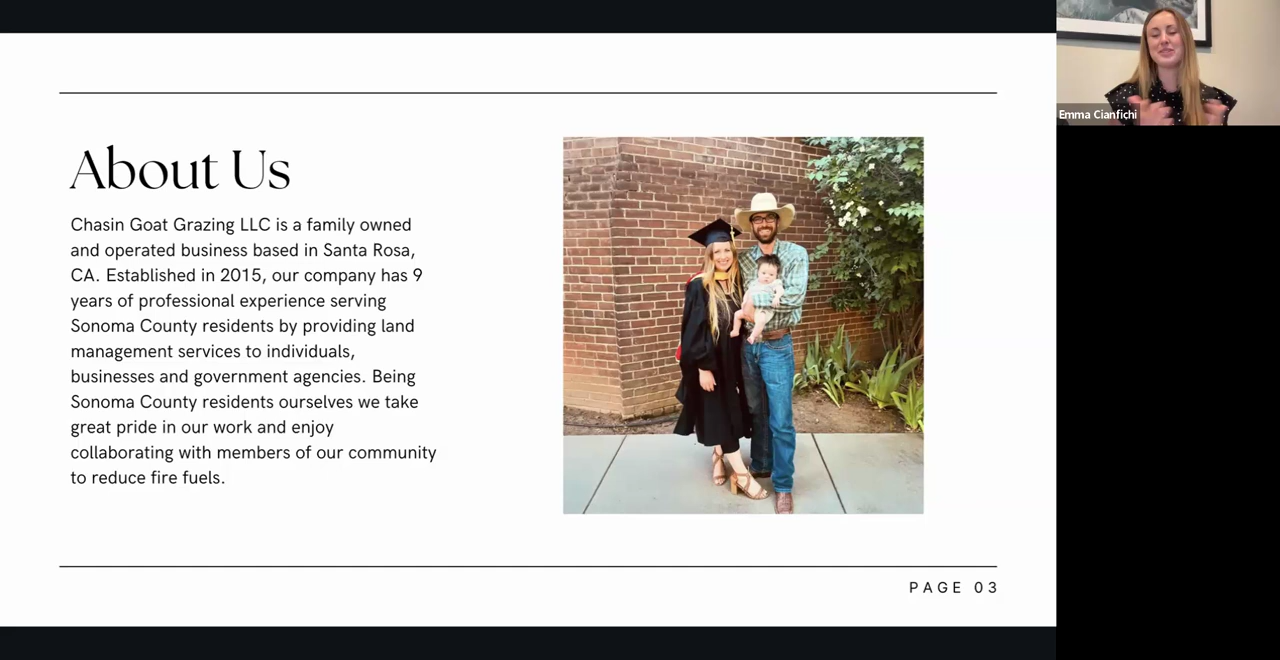 About Us
Chasin Goat Grazing LLC is a family owned
and operated business based in Santa Rosa,
CA. Established in 2015, our company has 9
years of professional experience serving
Sonoma County residents by providing land
management services to individuals,
businesses and government agencies. Being
Sonoma County residents ourselves we take
great pride in our work and enjoy
collaborating with members of our community
to reduce fire fuels.
PAGE 03
Emma Cianfichi